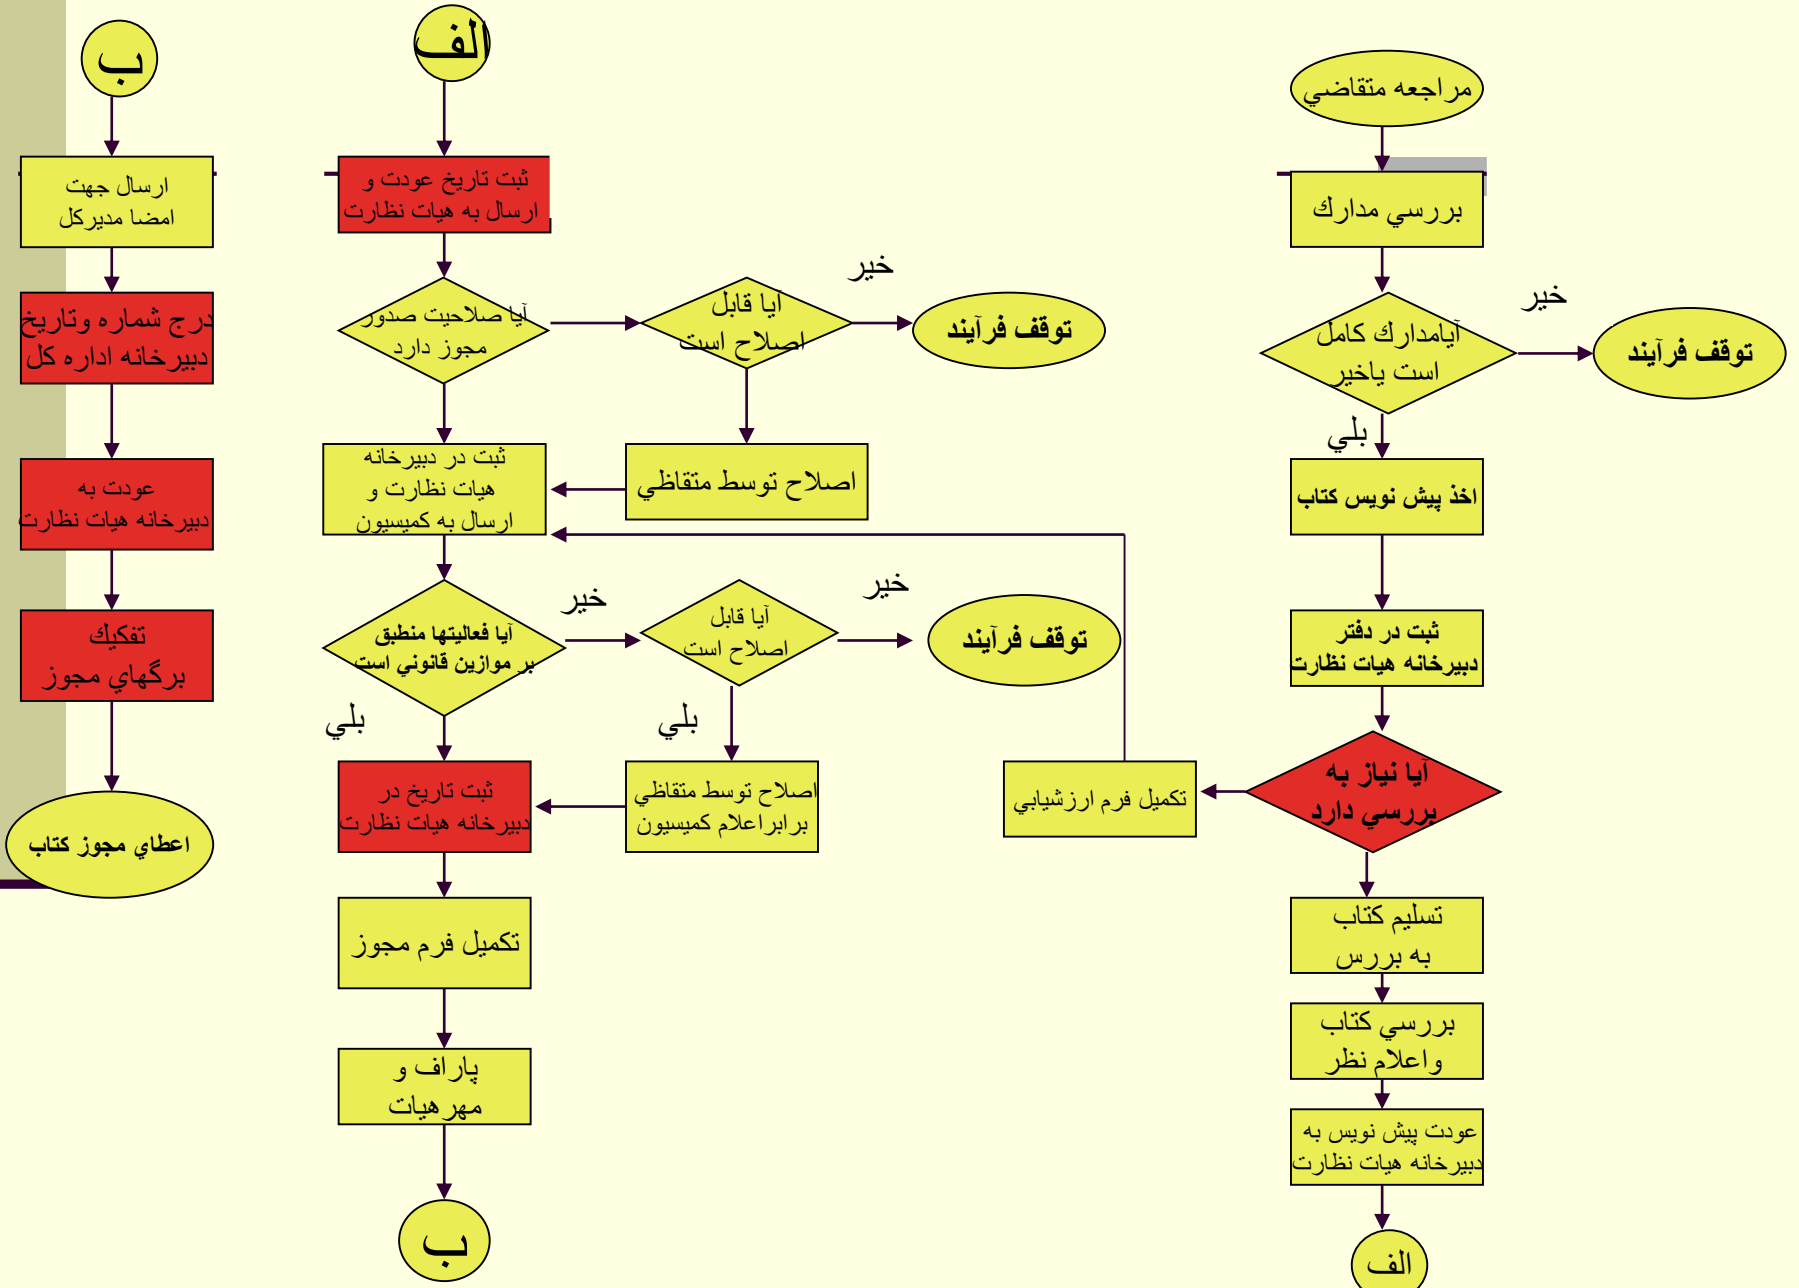 مراجعه متقاضي
بررسي مدارك
آيامدارك كامل
است ياخير
خير
توقف فرآيند
بلي
اخذ پيش نويس كتاب
ثبت در دفتر
دبيرخانه هيات نظارت
آيا نياز به
بررسي دارد
تكميل فرم ارزشيابي
تسليم كتاب
به بررس
بررسي كتاب
واعلام نظر
عودت پيش نويس به
دبيرخانه هيات نظارت
الف
الف
ثبت تاريخ عودت و
ارسال به هيات نظارت
آيا صلاحيت صدور
مجوز دارد
آيا قابل
اصلاح است
خير
توقف فرآيند
اصلاح توسط متقاظي
ثبت در دبيرخانه
هيات نظارت و
ارسال به كميسيون
آيا فعاليتها منطبق
بر موازين قانوني است
خير
آيا قابل
اصلاح است
خير
توقف فرآيند
بلي
بلي
اصلاح توسط متقاظي
برابراعلام كميسيون
ثبت تاريخ در
دبيرخانه هيات نظارت
تكميل فرم مجوز
پاراف و
مهرهيات
ب
ب
ارسال جهت
امضا مديركل
درج شماره وتاريخ
دبيرخانه اداره كل
عودت به
دبيرخانه هيات نظارت
تفكيك
برگهاي مجوز
اعطاي مجوز كتاب